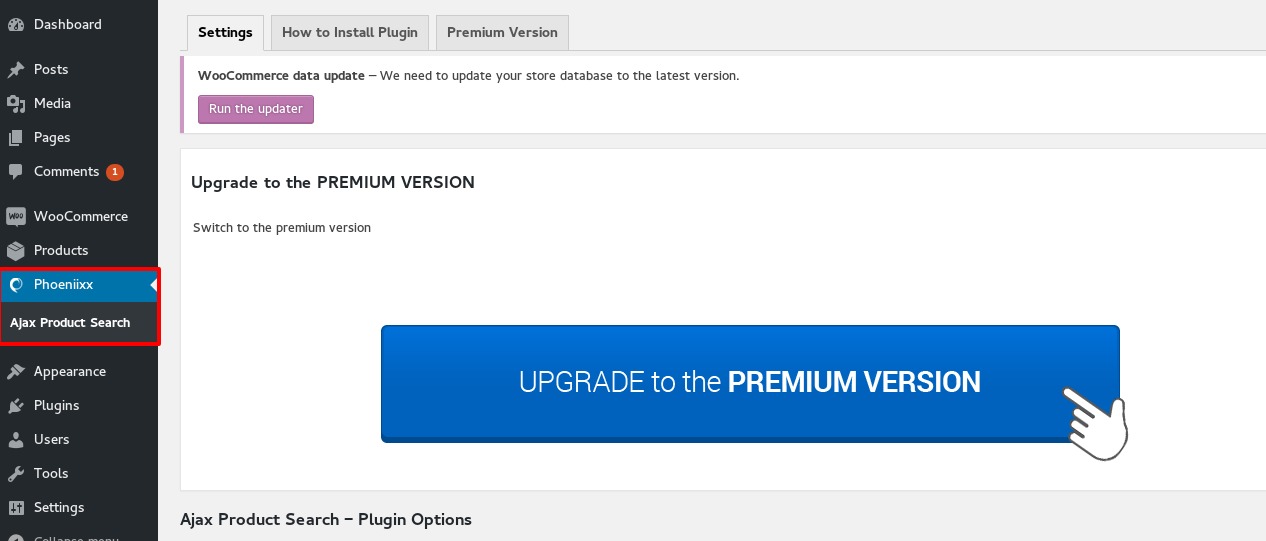 Dashboard
Posts
Media
Pages
Comments 1
WooCommerce
Products
Phoeniixx
Ajax Product Search
Appearance
Plugins
Users
Tools
Settings
Collapse menu
Settings How to Install Plugin Premium Version
WooCommerce data update – We need to update your store database to the latest version.
Run the updater
Upgrade to the PREMIUM VERSION
Switch to the premium version
UPGRADE to the PREMIUM VERSION
Ajax Product Search – Plugin Options